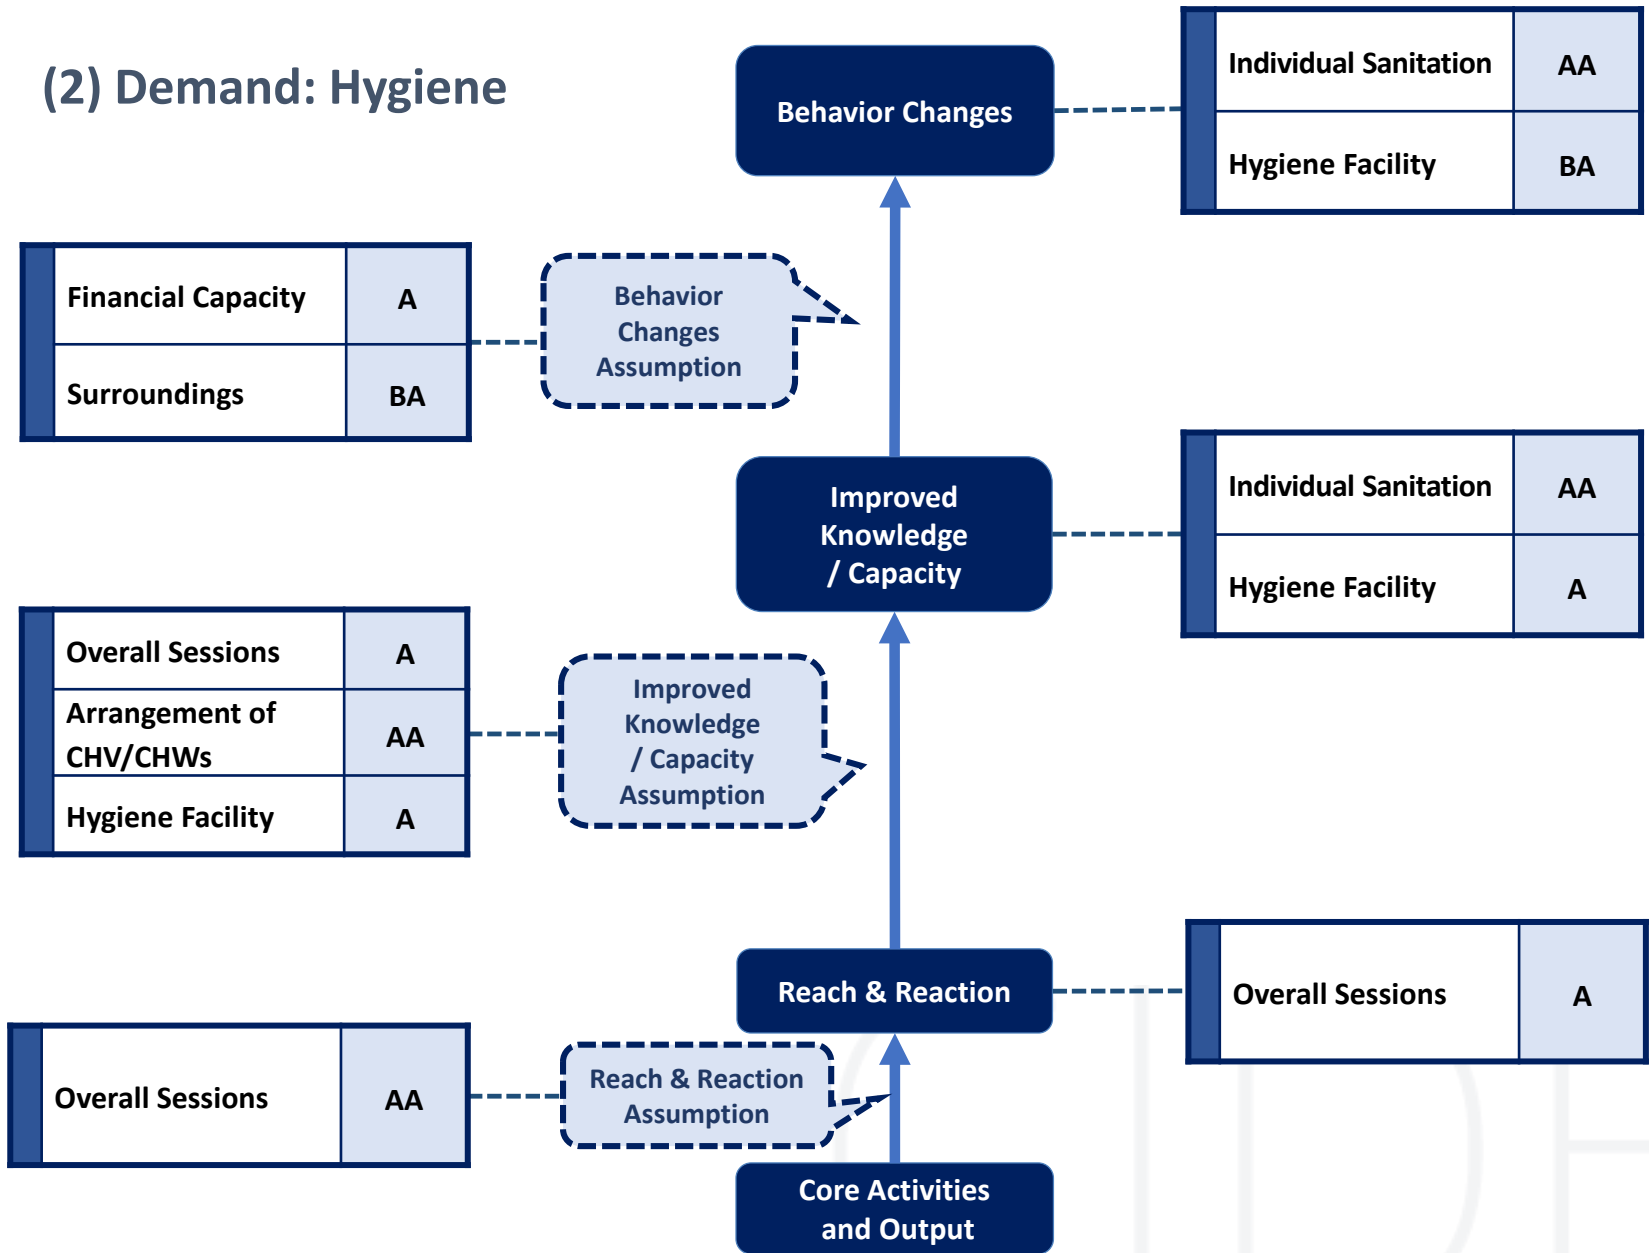 (2) Demand: Hygiene
Behavior Changes
Individual Sanitation AA
Hygiene Facility BA
Financial Capacity A
Surroundings BA
Behavior
Changes
Assumption
Improved
Knowledge
/ Capacity
Individual Sanitation AA
Hygiene Facility A
Overall Sessions A
Arrangement of
CHV/CHWs
AA
Hygiene Facility A
Improved
Knowledge
/ Capacity
Assumption
Reach & Reaction
Overall Sessions A
Overall Sessions AA
Reach & Reaction
Assumption
Core Activities
and Output